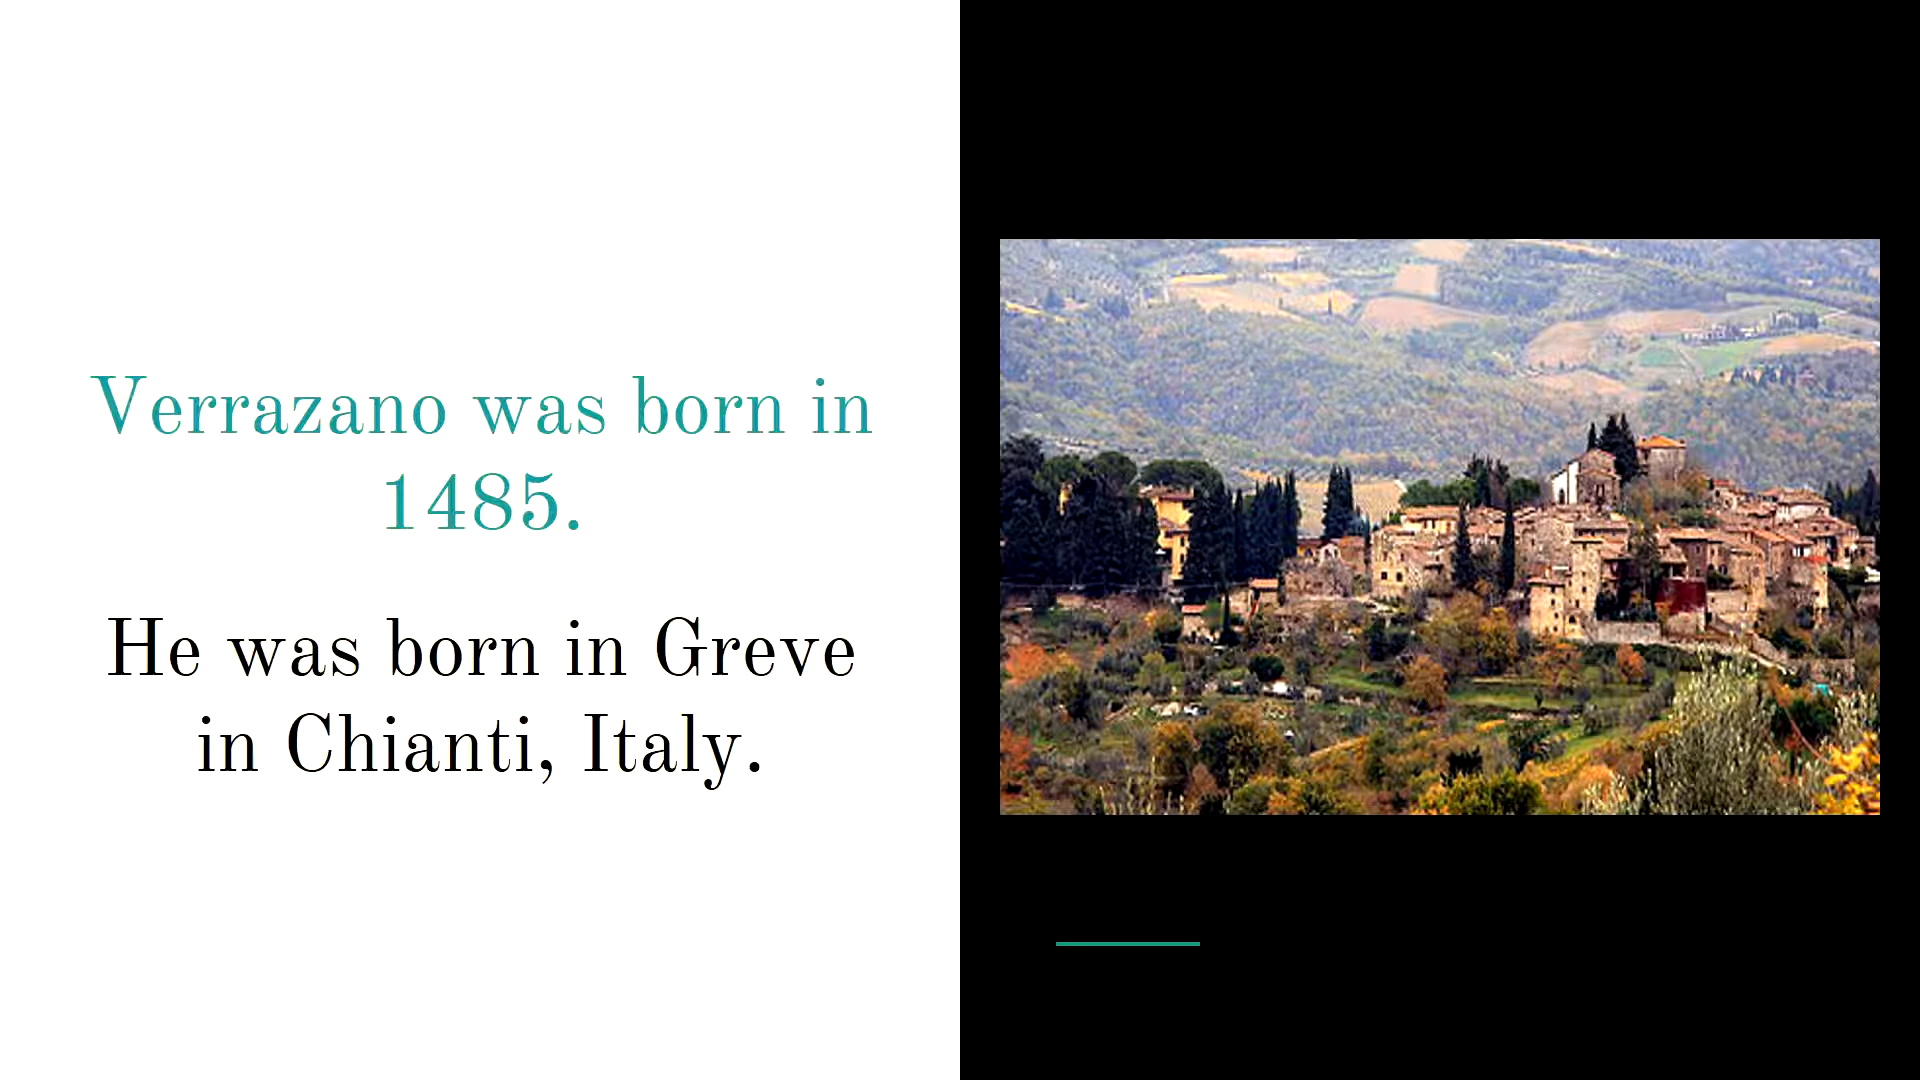 Verrazano was born in
1485.
He was born in Greve
in Chianti, Italy.